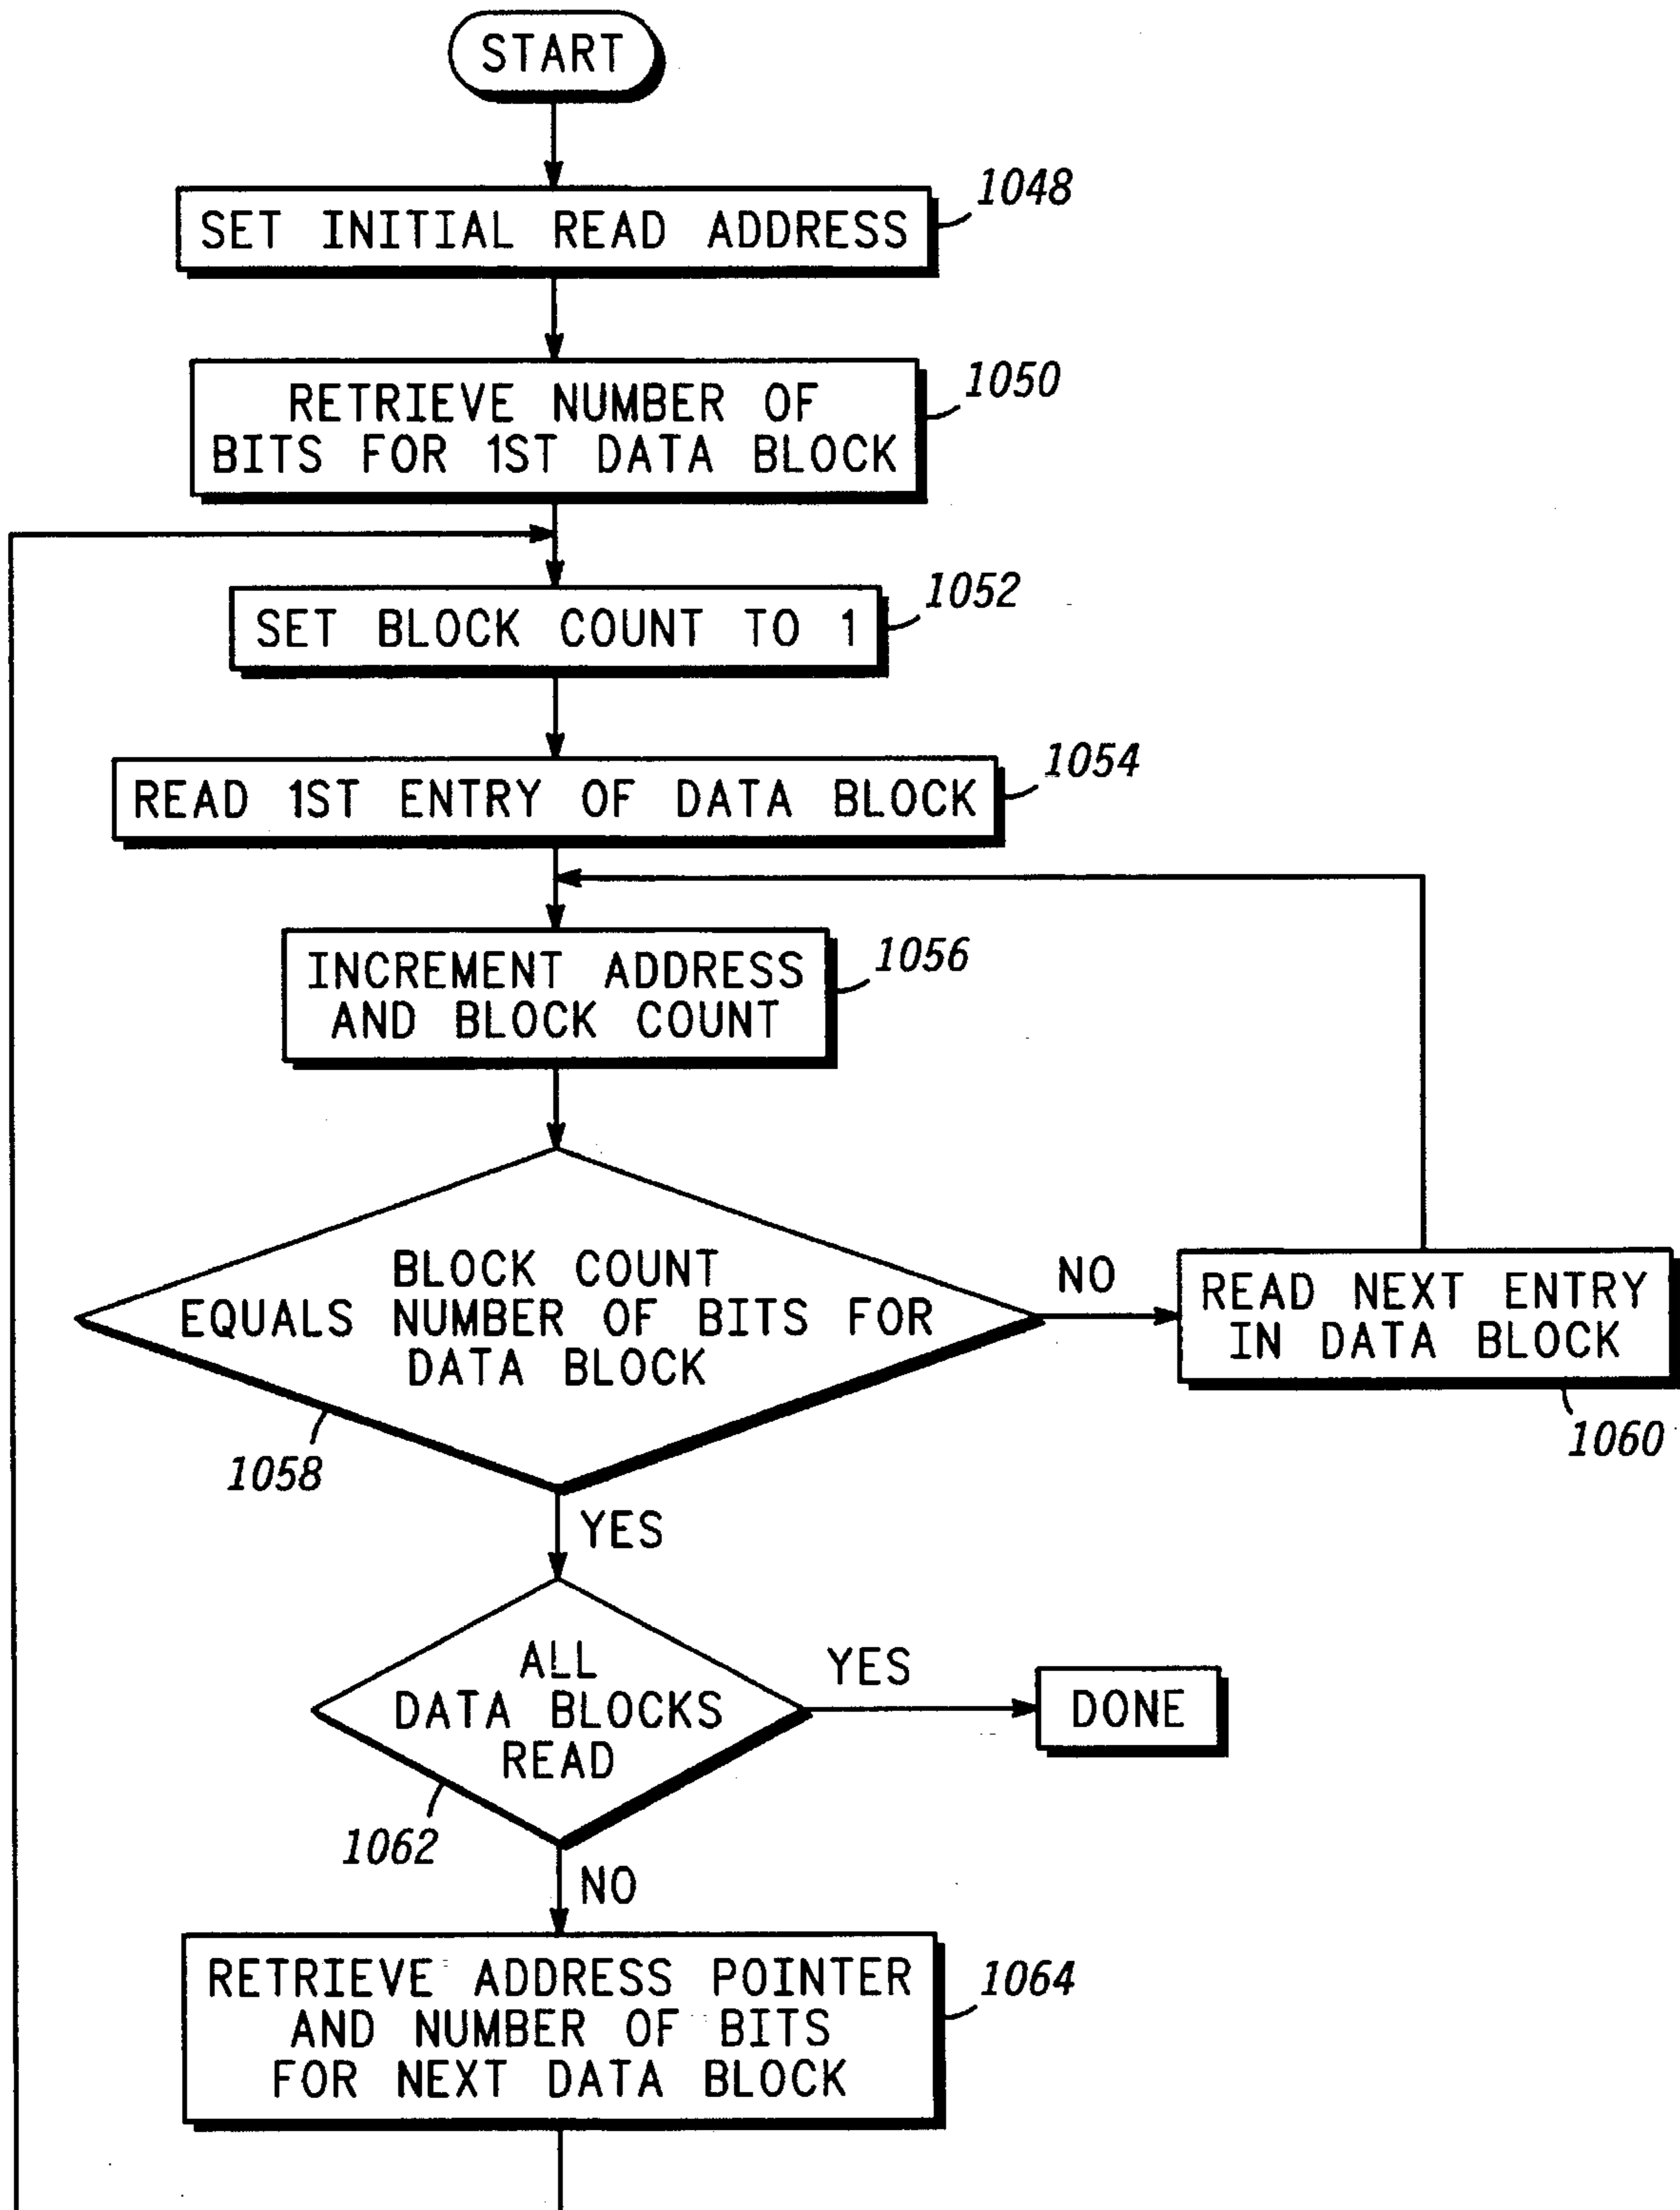 START
1048
SET INITIAL READ ADDRESS
1050
RETRIEVE NUMBER OF
BITS FOR 1ST DATA BLOCK
1052
SET BLOCK COUNT TO 1
1054
READ 1ST ENTRY OF DATA BLOCK
1056
INCREMENT ADDRESS
AND BLOCK COUNT
BLOCK COUNT
EQUALS NUMBER OF BITS FOR
DATA BLOCK
1058
NO
READ NEXT ENTRY
IN DATA BLOCK
1060
YES
ALL
DATA BLOCKS
READ
1062
YES
DONE
NO
RETRIEVE ADDRESS POINTER
AND NUMBER OF BITS
FOR NEXT DATA BLOCK
1064